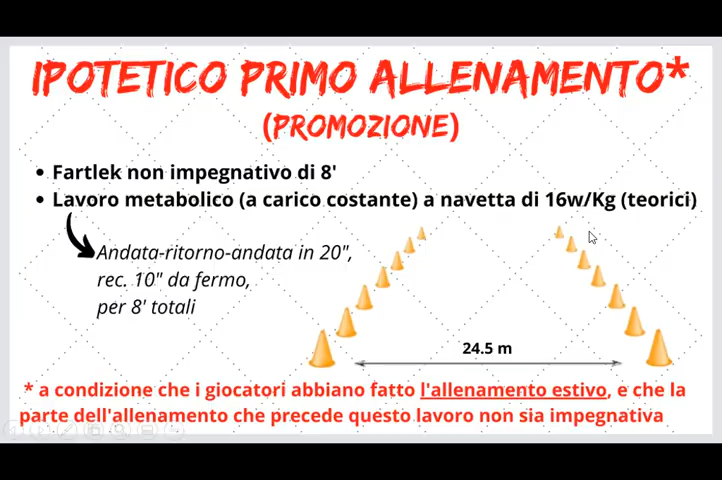 IPOTETICO PRIMO ALLENAMENTO*
(PROMOZIONE)
• Fartlek non impegnativo di 8'
• Lavoro metabolico (a carico costante) a navetta di 16w/Kg (teorici)
Andata-ritorno-andata in 20",
rec. 10" da fermo,
per 8' totali
24.5 m
* a condizione che i giocatori abbiano fatto l'allenamento estivo, e che la
parte dell'allenamento che precede questo lavoro non sia impegnativa